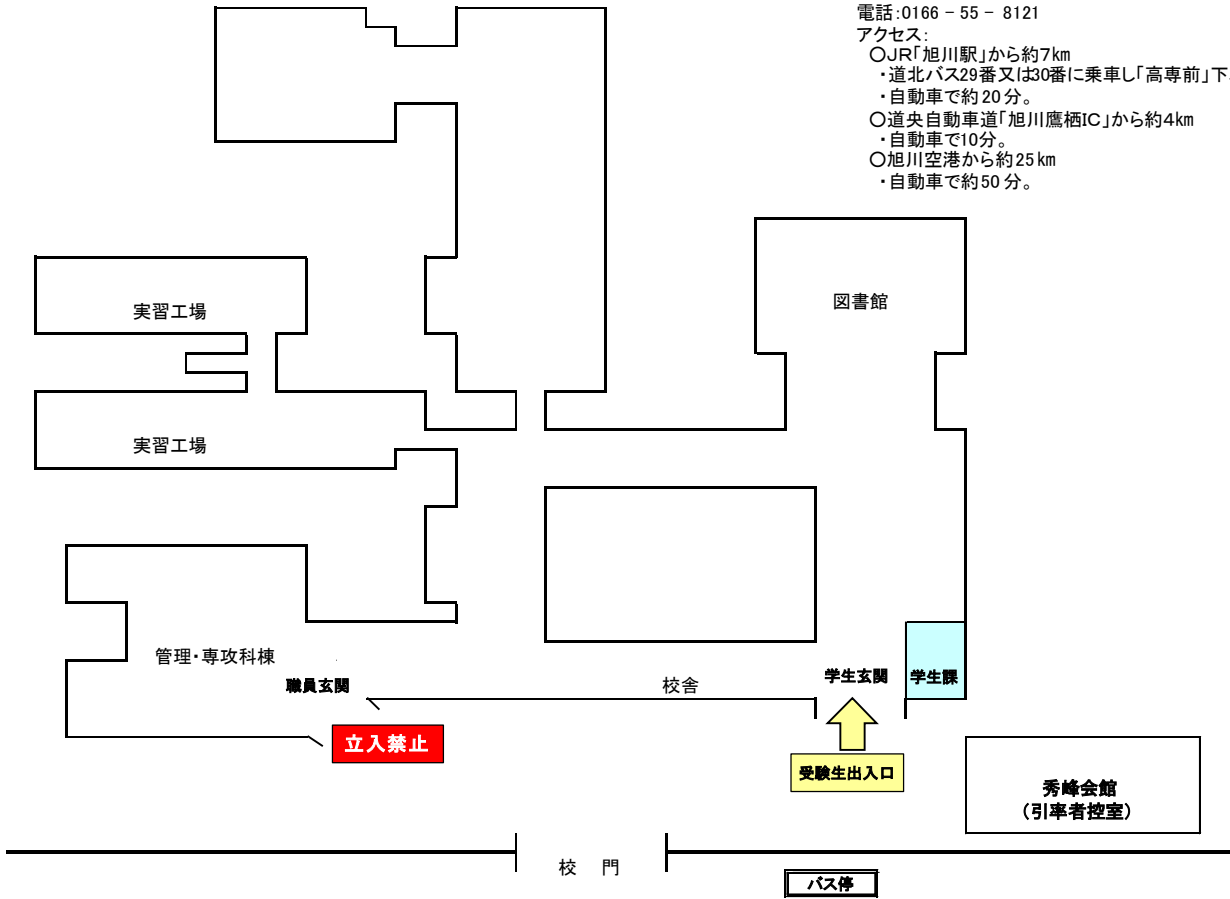 電話:0166 - 55 - 8121
アクセス:
○JR「旭川駅」から約7km
・道北バス29番又は30番に乗車し「高専前」下
・自動車で約20分。
○道央自動車道「旭川鷹栖IC」から約4km
・自動車で10分。
○旭川空港から約25km
・自動車で約50分。
実習工場
図書館
実習工場
管理・専攻科棟
職員玄関
校舎
学生玄関
学生課
立入禁止
受験生出入口
秀峰会館
(引率者控室)
校 門
バス停